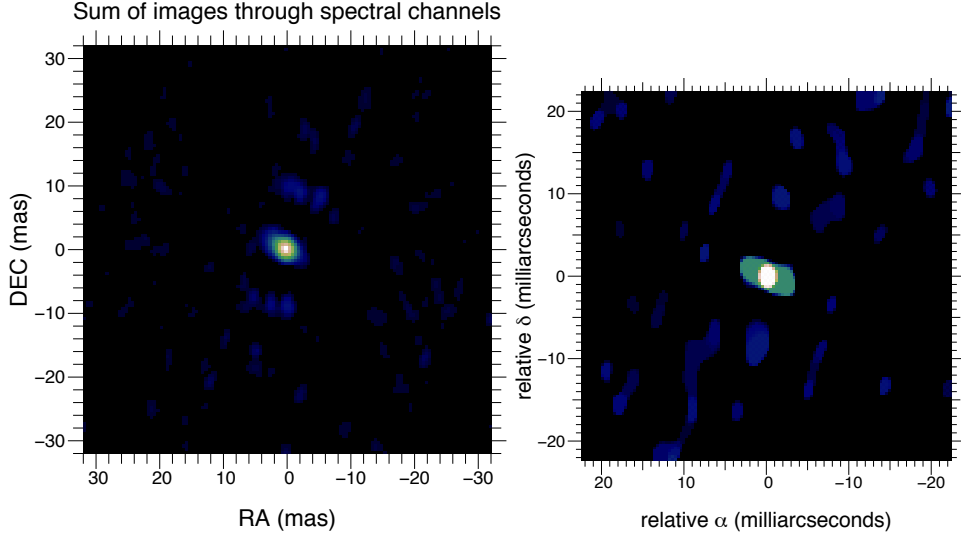 Sum of images through spectral channels
DEC (mas)
30
20
10
0
−10
−20
−30
30 20 10 0 −10 −20 −30
RA (mas)
relative δ (milliarcseconds)
20
10
0
−10
−20
20 10 0 −10 −20
relative α (milliarcseconds)